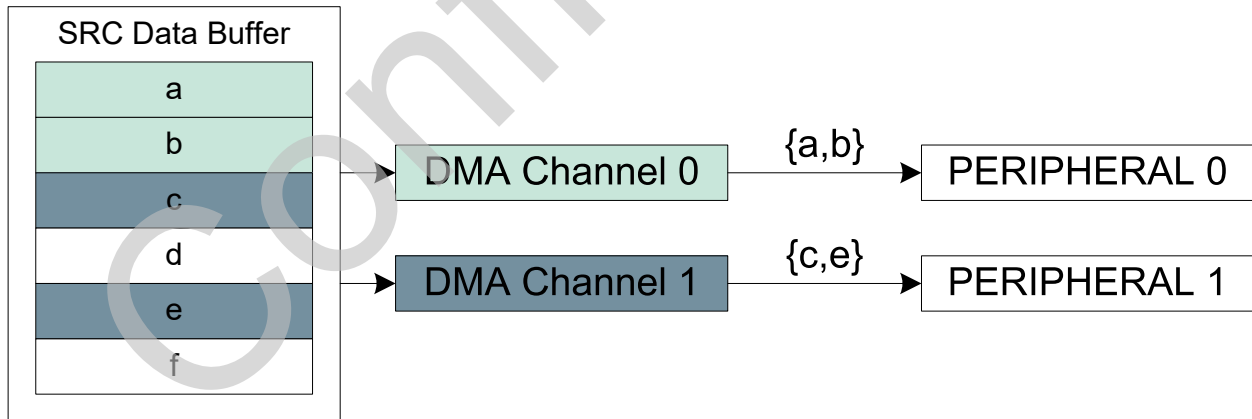 SRC Data Buffer
a
b
c
d
e
f
DMA Channel 0
{a,b}
PERIPHERAL 0
DMA Channel 1
{c,e}
PERIPHERAL 1